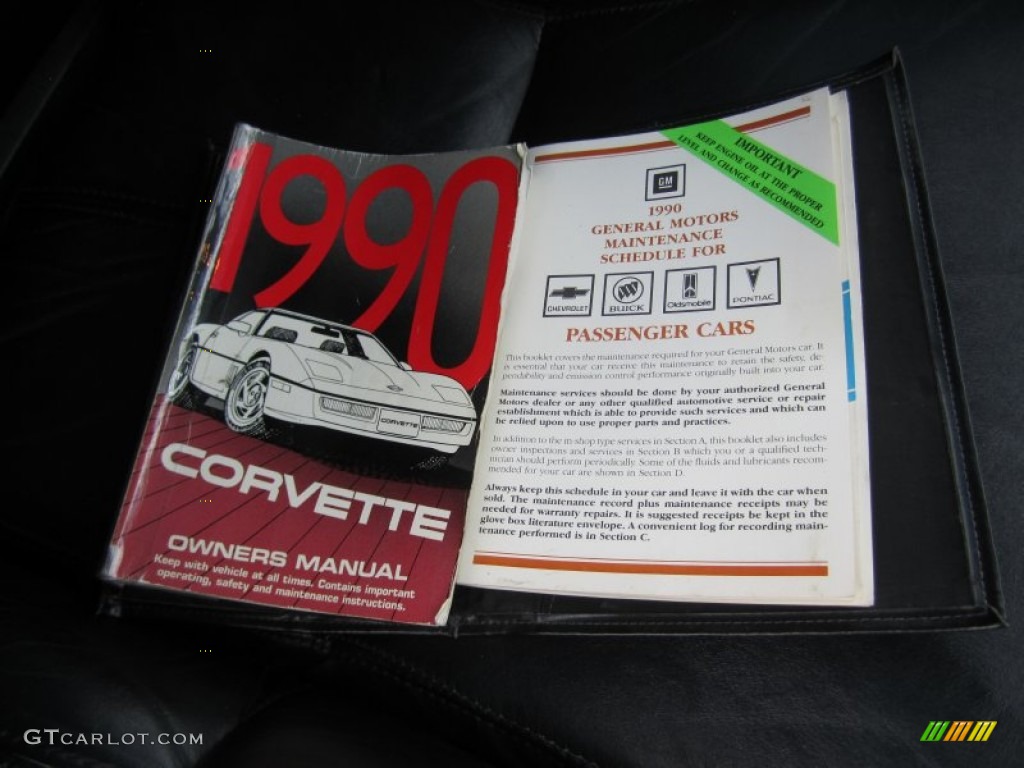 1990
CORVETTE
CORVETTE
OWNERS MANUAL
Keep with vehicle at all times. Contains important
operating, safety and maintenance instructions.
IMPORTANT
KEEP ENGINE OIL AT THE PROPER
LEVEL AND CHANGE AS RECOMMENDED
GM
1990
GENERAL MOTORS
MAINTENANCE
SCHEDULE FOR
CHEVROLET
BUICK
Oldsmobile
PONTIAC
PASSENGER CARS
This booklet covers the maintenance required for your General Motors car. It
is essential that your car receive this maintenance to retain the safety, de-
pendability and emission control performance originally built into your car.
Maintenance services should be done by your authorized General
Motors dealer or any other qualified automotive service or repair
establishment which is able to provide such services and which can
be relied upon to use proper parts and practices.
In addition to the in shop type services in Section A, this booklet also includes
owner inspections and services in Section B which you or a qualified tech-
nician should perform periodically. Some of the fluids and lubricants recom-
mended for your car are shown in Section D.
Always keep this schedule in your car and leave it with the car when
sold. The maintenance record plus maintenance receipts may be
needed for warranty repairs. It is suggested receipts be kept in the
glove box literature envelope. A convenient log for recording main-
tenance performed is in Section C.
GTCARLOT.COM